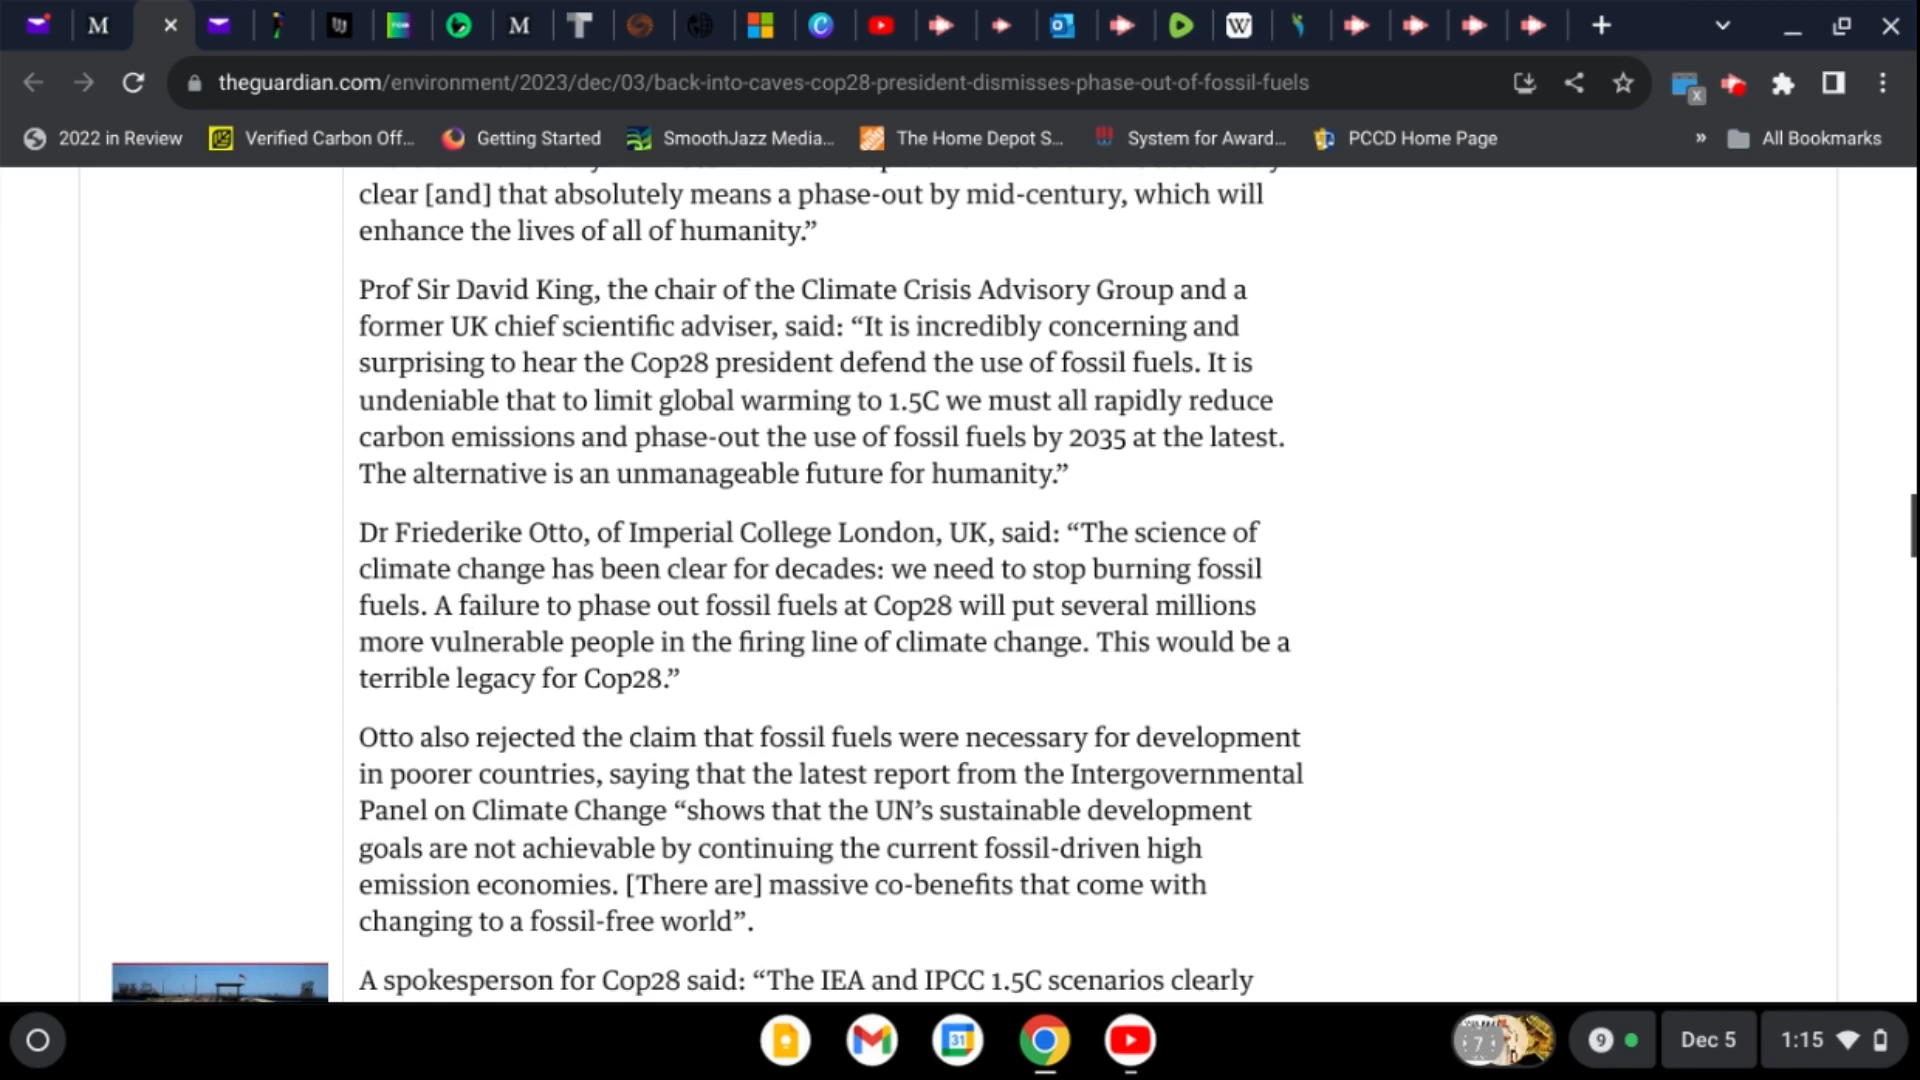 theguardian.com/environment/2023/dec/03/back-into-caves-cop28-president-dismisses-phase-out-of-fossil-fuels
2022 in Review
Verified Carbon Off...
Getting Started
SmoothJazz Media...
The Home Depot S...
System for Award...
PCCD Home Page
»
All Bookmarks
clear [and] that absolutely means a phase-out by mid-century, which will
enhance the lives of all of humanity.”
Prof Sir David King, the chair of the Climate Crisis Advisory Group and a
former UK chief scientific adviser, said: “It is incredibly concerning and
surprising to hear the Cop28 president defend the use of fossil fuels. It is
undeniable that to limit global warming to 1.5C we must all rapidly reduce
carbon emissions and phase-out the use of fossil fuels by 2035 at the latest.
The alternative is an unmanageable future for humanity.”
Dr Friederike Otto, of Imperial College London, UK, said: “The science of
climate change has been clear for decades: we need to stop burning fossil
fuels. A failure to phase out fossil fuels at Cop28 will put several millions
more vulnerable people in the firing line of climate change. This would be a
terrible legacy for Cop28.”
Otto also rejected the claim that fossil fuels were necessary for development
in poorer countries, saying that the latest report from the Intergovernmental
Panel on Climate Change “shows that the UN’s sustainable development
goals are not achievable by continuing the current fossil-driven high
emission economies. [There are] massive co-benefits that come with
changing to a fossil-free world”.
A spokesperson for Cop28 said: “The IEA and IPCC 1.5C scenarios clearly
31
7
9
Dec 5
1:15